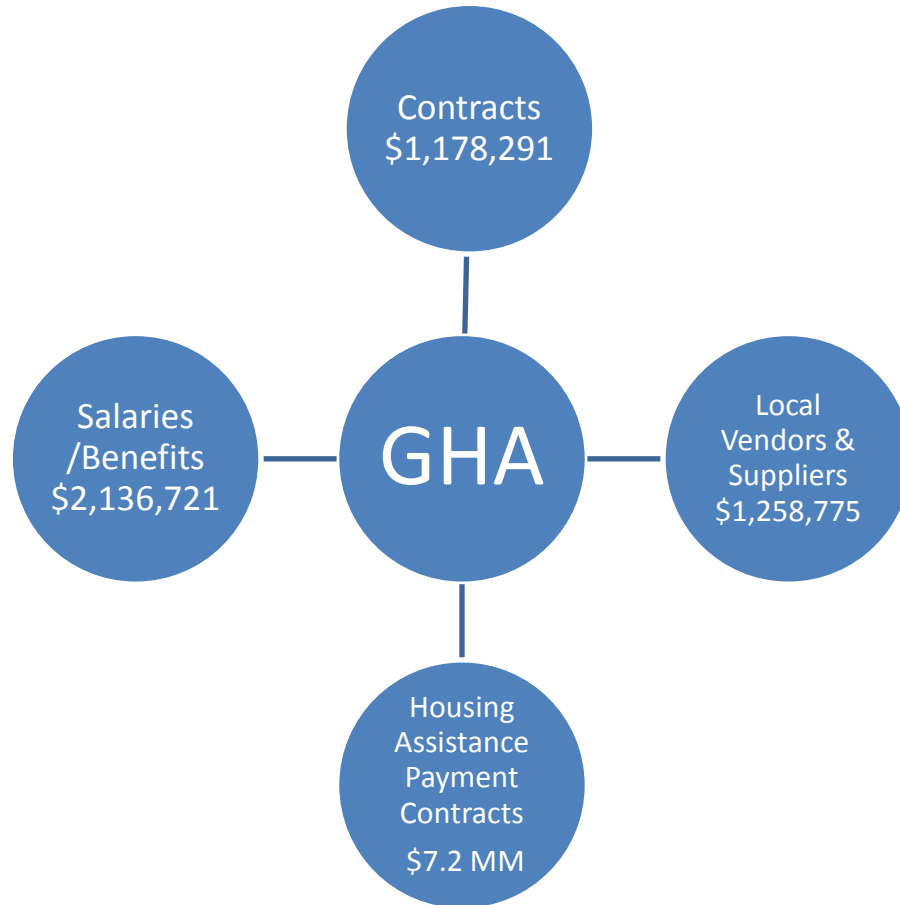 Contracts
$1,178,291
Salaries
/Benefits
$2,136,721
GHA
Local
Vendors &
Suppliers
$1,258,775
Housing
Assistance
Payment
Contracts
$7.2 MM